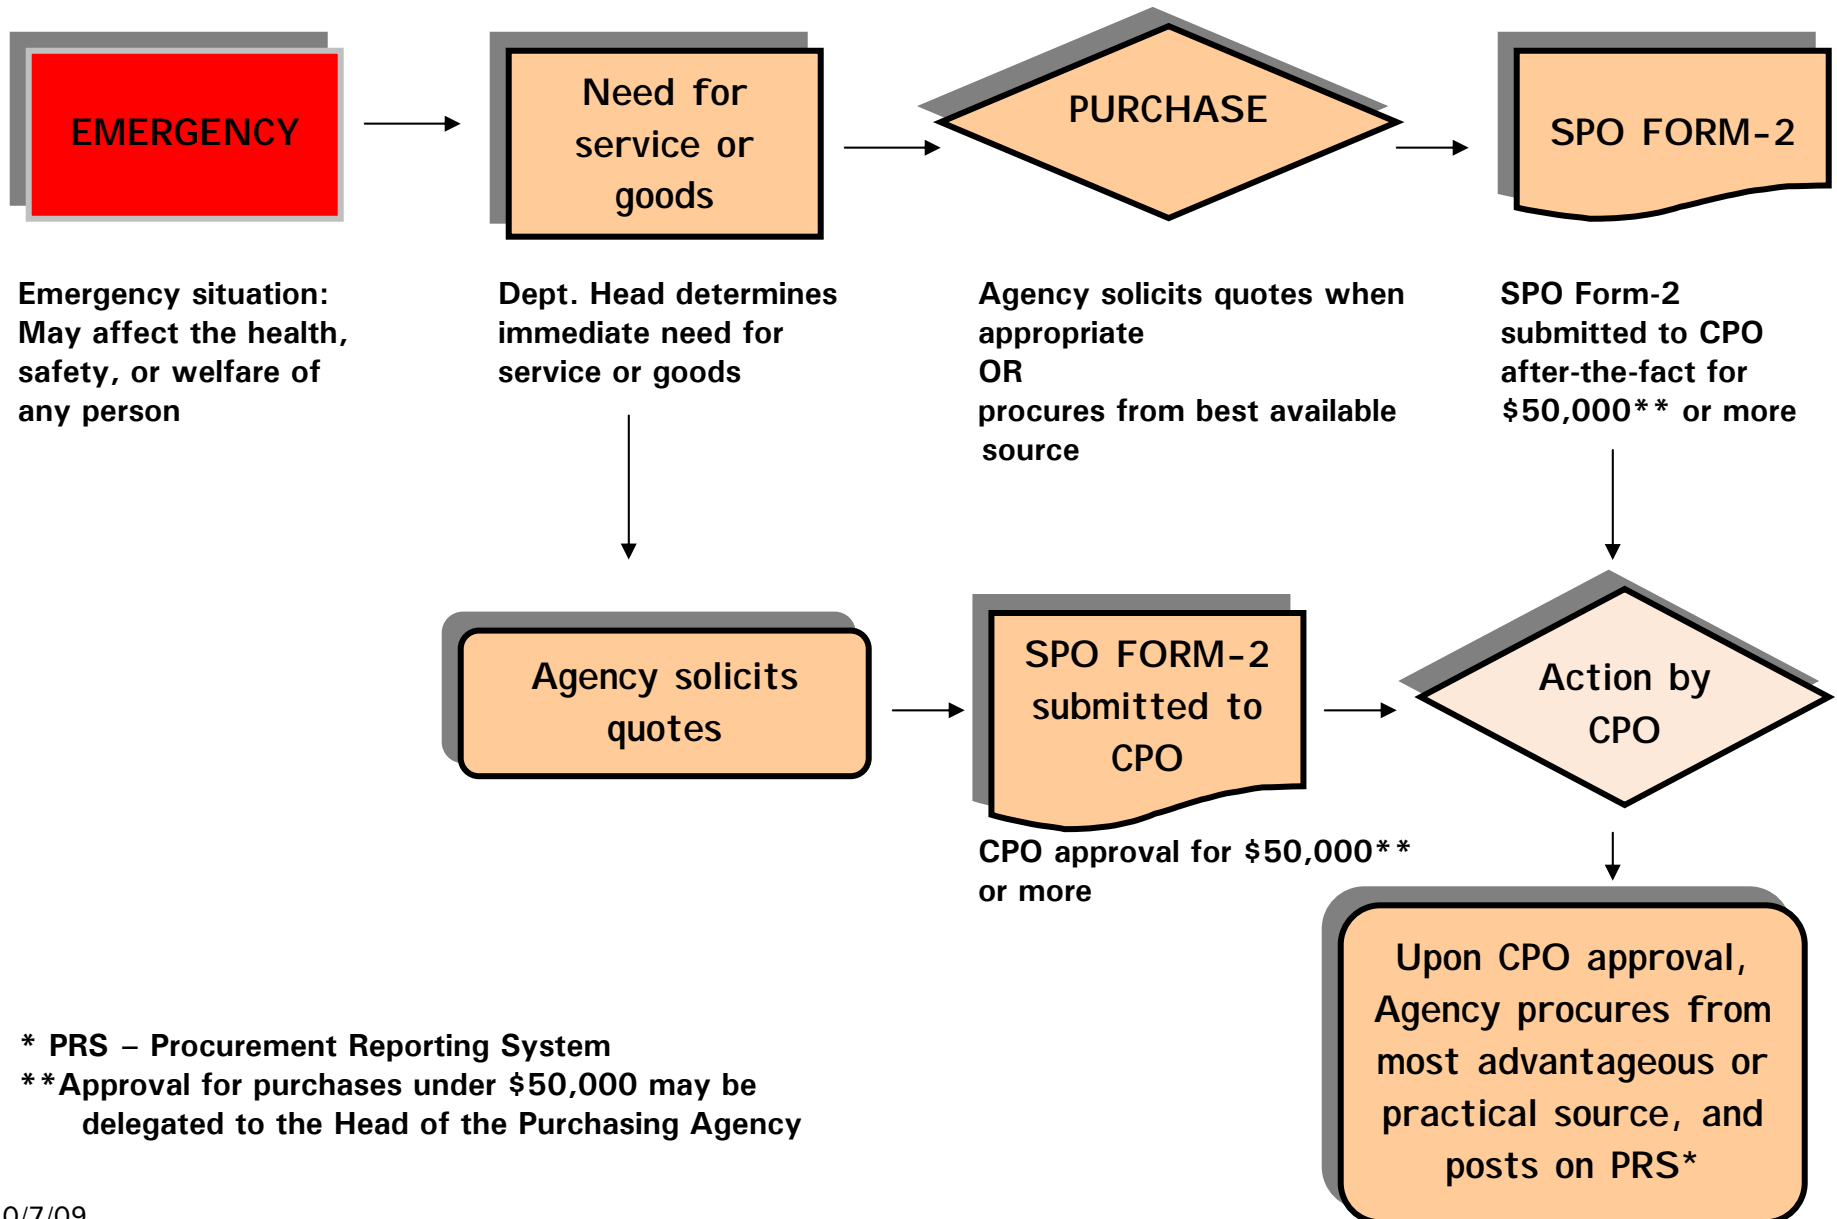 EMERGENCY
Need for
service or
goods
PURCHASE
SPO FORM-2
Emergency situation:
May affect the health,
safety, or welfare of
any person
Dept. Head determines
immediate need for
service or goods
Agency solicits quotes when
appropriate
OR
procures from best available
source
SPO Form-2
submitted to CPO
after-the-fact for
$50,000** or more
Agency solicits
quotes
SPO FORM-2
submitted to
CPO
CPO approval for $50,000**
or more
Action by
CPO
Upon CPO approval,
Agency procures from
most advantageous or
practical source, and
posts on PRS*
* PRS – Procurement Reporting System
**Approval for purchases under $50,000 may be
delegated to the Head of the Purchasing Agency
0/7/09